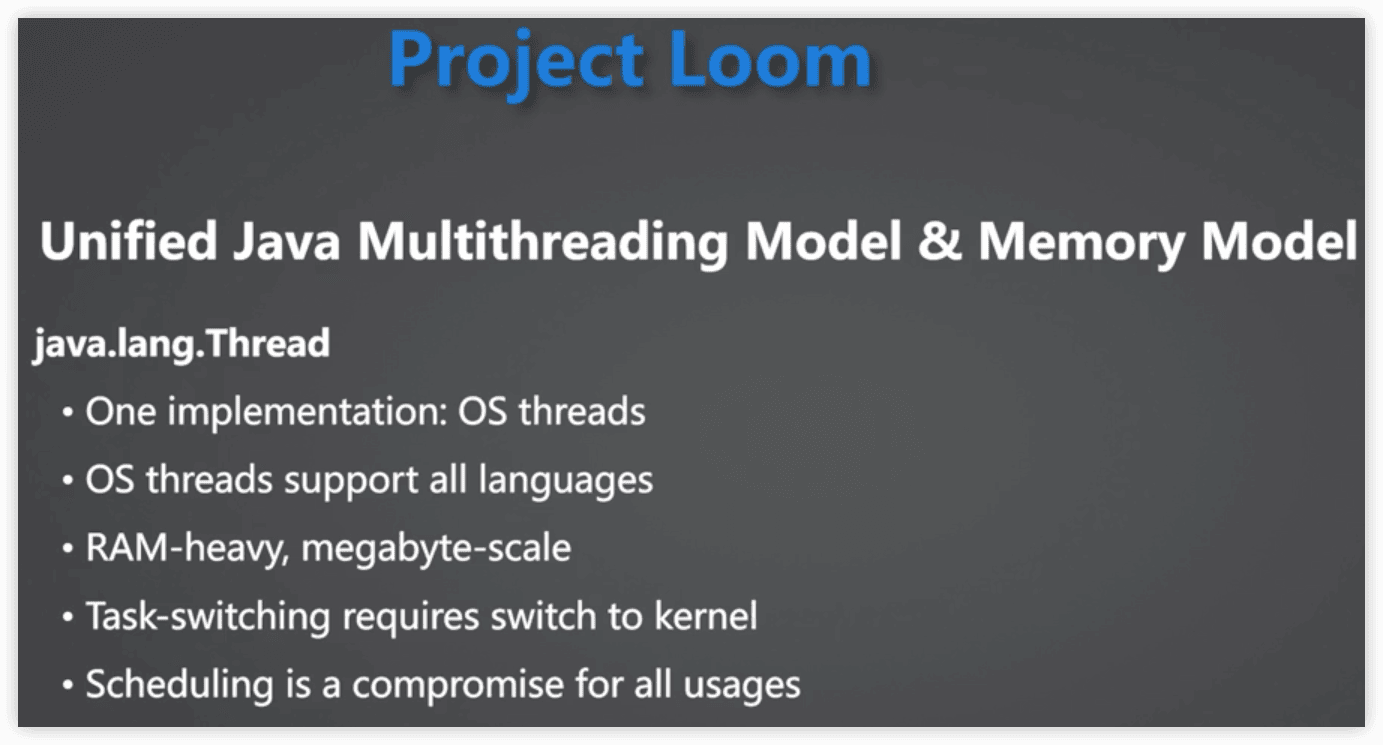 Project Loom
Unified Java Multithreading Model & Memory Model
java.lang.Thread
• One implementation: OS threads
• OS threads support all languages
• RAM-heavy, megabyte-scale
• Task-switching requires switch to kernel
• Scheduling is a compromise for all usages